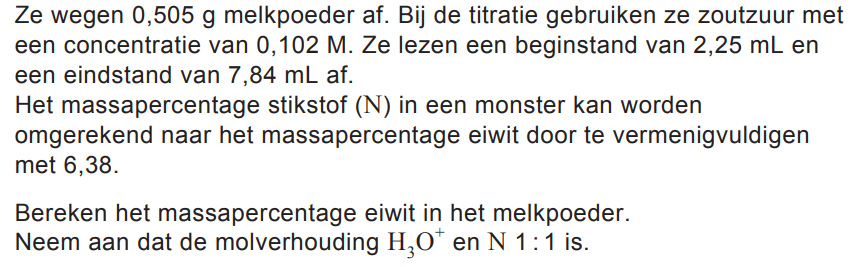 Ze wegen 0,505 g melkpoeder af. Bij de titratie gebruiken ze zoutzuur met
een concentratie van 0,102 M. Ze lezen een beginstand van 2,25 mL en
een eindstand van 7,84 mL af.
Het massapercentage stikstof (N) in een monster kan worden
omgerekend naar het massapercentage eiwit door te vermenigvuldigen
met 6,38.
Bereken het massapercentage eiwit in het melkpoeder.
Neem aan dat de molverhouding H₃O⁺ en N 1 : 1 is.